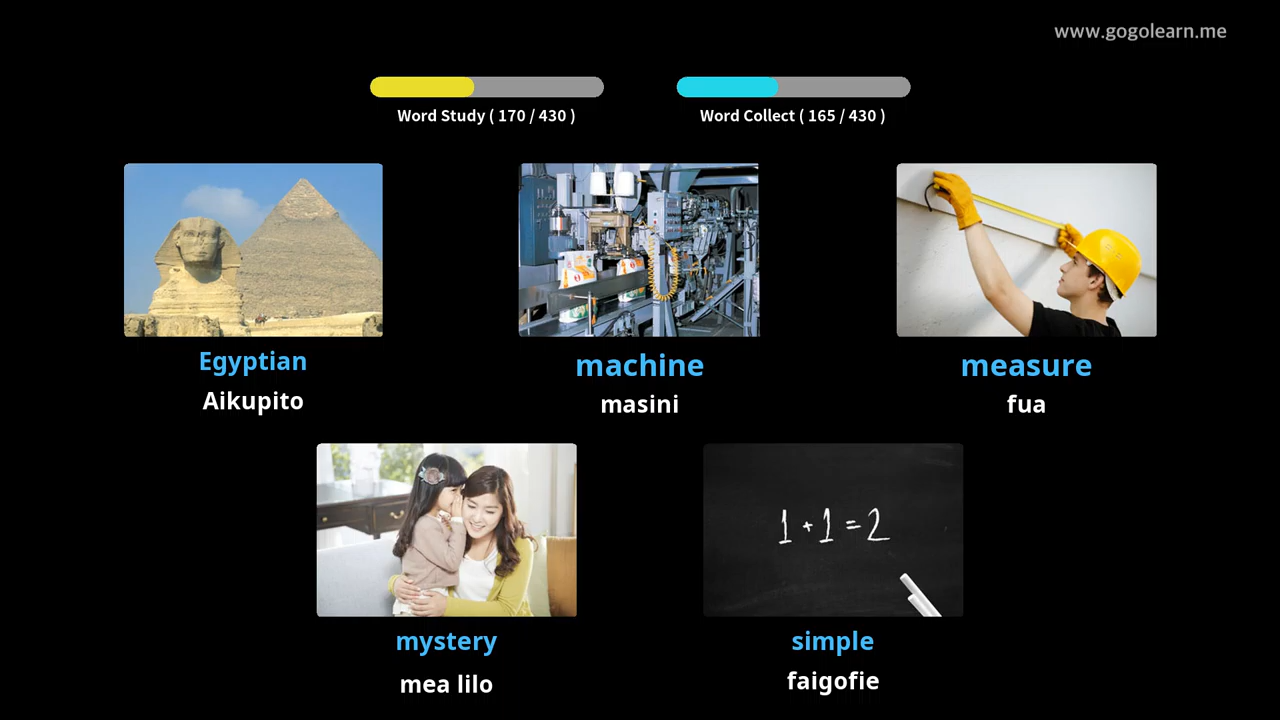 www.gogolearn.me
Word Study ( 170 / 430 )
Word Collect ( 165 / 430 )
Egyptian
Aikupito
machine
masini
measure
fua
1 + 1 = 2
mystery
mea lilo
simple
faigofie